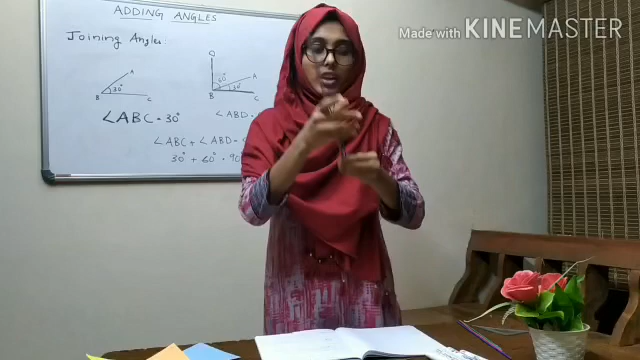 ADDING ANGLES
Joining Angles
A
30°
B C
∠ABC = 30°
D
60° A
30°
B C
∠ABD =
∠ABC + ∠ABD =
30° + 60° = 90°
Made with KINEMASTER